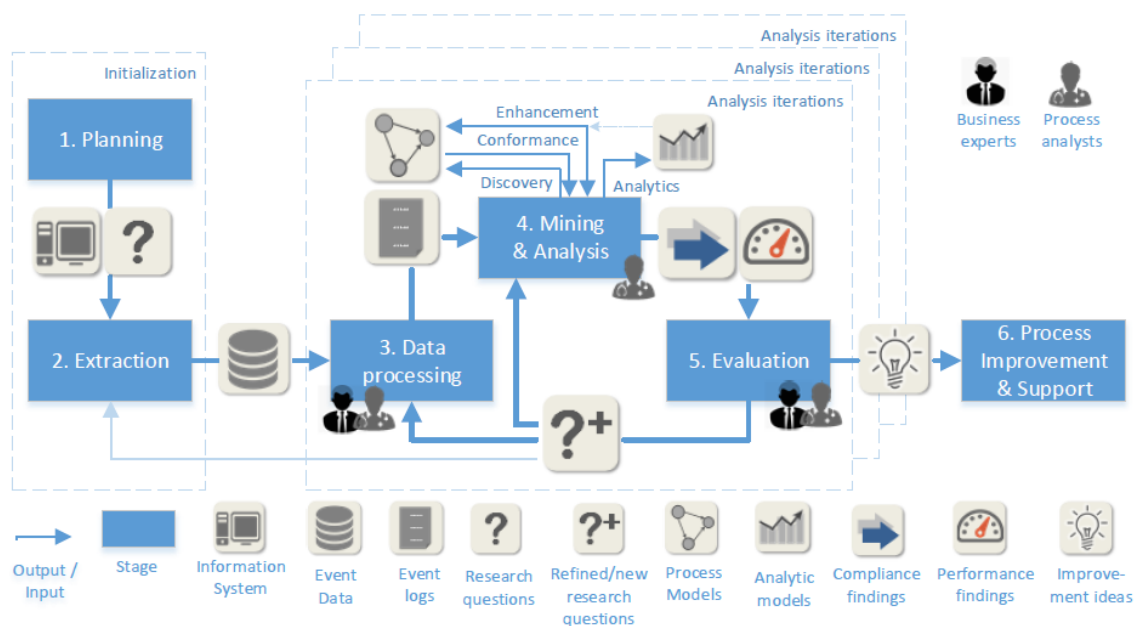 Analysis iterations
Analysis iterations
Initialization
Analysis iterations
Business
experts
Process
analysts
1. Planning
Enhancement
Conformance
Discovery
Analytics
?
4. Mining
& Analysis
2. Extraction
3. Data
processing
5. Evaluation
6. Process
Improvement
& Support
?+
?
?+
Output /
Input
Stage
Information
System
Event
Data
Event
logs
Research
questions
Refined/new
research
questions
Process
Models
Analytic
models
Compliance
findings
Performance
findings
Improve-
ment ideas